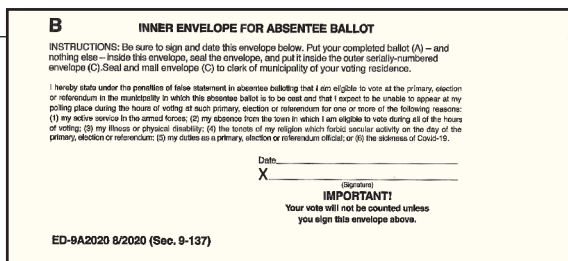 B
INNER ENVELOPE FOR ABSENTEE BALLOT
INSTRUCTIONS: Be sure to sign and date this envelope below. Put your completed ballot (A) – and
nothing else – inside this envelope, seal the envelope, and put it inside the outer serially-numbered
envelope (C).Seal and mail envelope (C) to clerk of municipality of your voting residence.
I hereby state under the penalties of false statement in absentee balloting that I am eligible to vote at the primary, election
or referendum in the municipality in which this absentee ballot is to be cast and that I expect to be unable to appear at my
polling place during the hours of voting at such primary, election or referendum for one or more of the following reasons:
(1) my active service in the armed forces; (2) my absence from the town in which I am eligible to vote during all of the hours
of voting; (3) my illness or physical disability; (4) the tenets of my religion which forbid secular activity on the day of the
primary, election or referendum; (5) my duties as a primary, election or referendum official; or (6) the sickness of Covid-19.
Date
X
(Signature)
IMPORTANT!
Your vote will not be counted unless
you sign this envelope above.
ED-9A2020 8/2020 (Sec. 9-137)